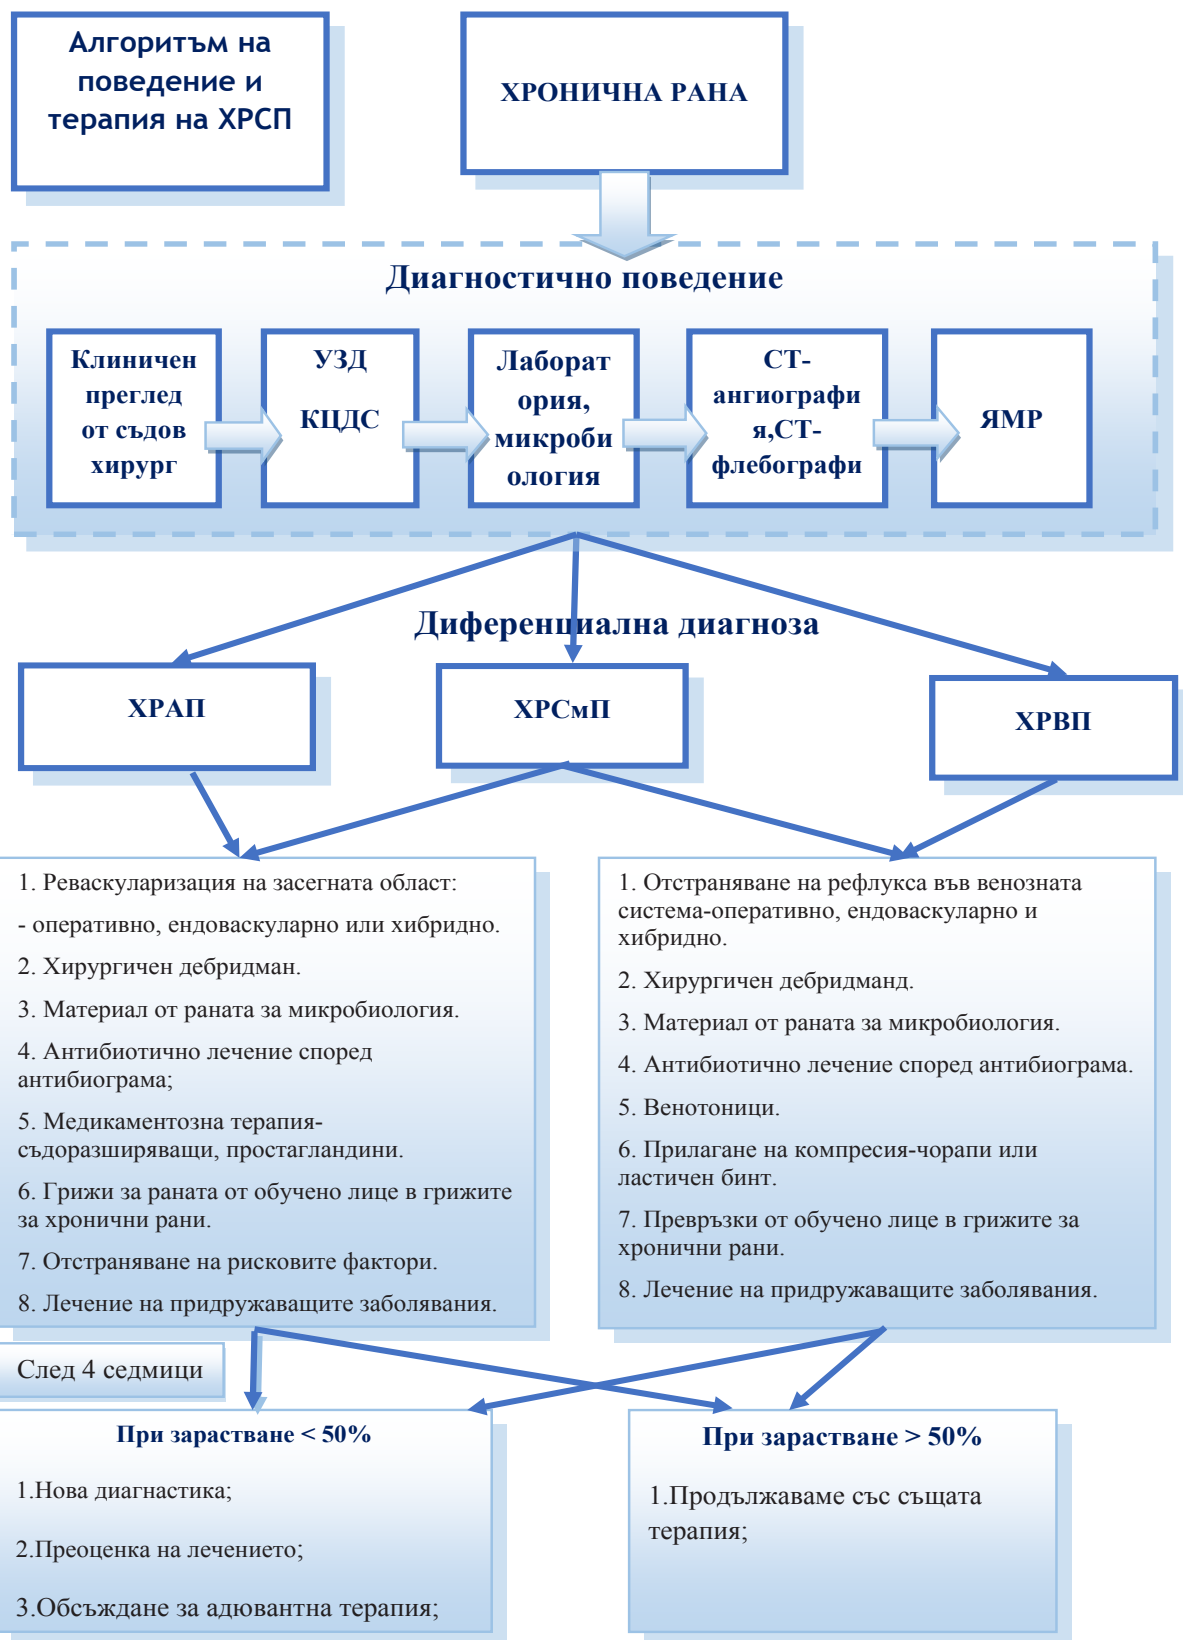 Алгоритъм на
поведение и
терапия на ХРСП
ХРОНИЧНА РАНА
Диагностично поведение
Клиничен
преглед
от съдов
хирург
УЗД
КЦДС
Лаборат
ория,
микроби
ология
СТ-
ангиографи
я,СТ-
флебографи
ЯМР
Диференциална диагноза
ХРАП
ХРСмП
ХРВП
1. Реваскуларизация на засегната област:
- оперативно, ендоваскуларно или хибридно.
2. Хирургичен дебридман.
3. Материал от раната за микробиология.
4. Антибиотично лечение според
антибиограма;
5. Медикаментозна терапия-
съдоразширяващи, простагландини.
6. Грижи за раната от обучено лице в грижите
за хронични рани.
7. Отстраняване на рисковите фактори.
8. Лечение на придружаващите заболявания.
1. Отстраняване на рефлукса във венозната
система-оперативно, ендоваскуларно и
хибридно.
2. Хирургичен дебридманд.
3. Материал от раната за микробиология.
4. Антибиотично лечение според антибиограма.
5. Венотоници.
6. Прилагане на компресия-чорапи или
ластичен бинт.
7. Превръзки от обучено лице в грижите за
хронични рани.
8. Лечение на придружаващите заболявания.
След 4 седмици
При зарастване < 50%
1.Нова диагнастика;
2.Преоценка на лечението;
3.Обсъждане за адювантна терапия;
При зарастване > 50%
1.Продължаваме със същата
терапия;